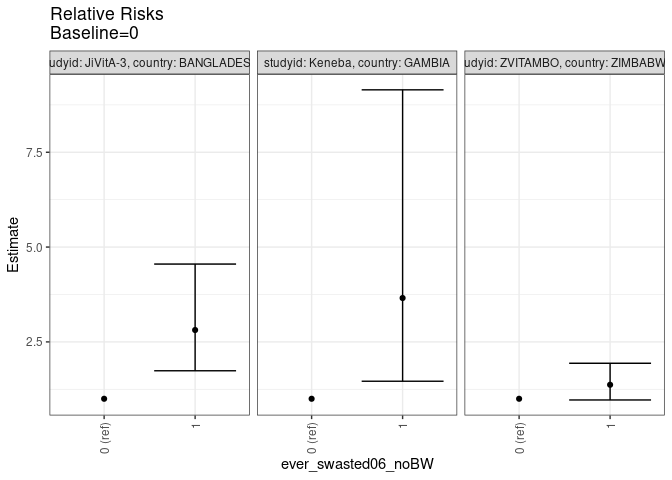 Relative Risks
Baseline=0
udyid: JiVitA-3, country: BANGLADES
studyid: Keneba, country: GAMBIA
udyid: ZVITAMBO, country: ZIMBABW
7.5
5.0
2.5
Estimate
0 (ref)
1
0 (ref)
1
0 (ref)
1
ever_swasted06_noBW